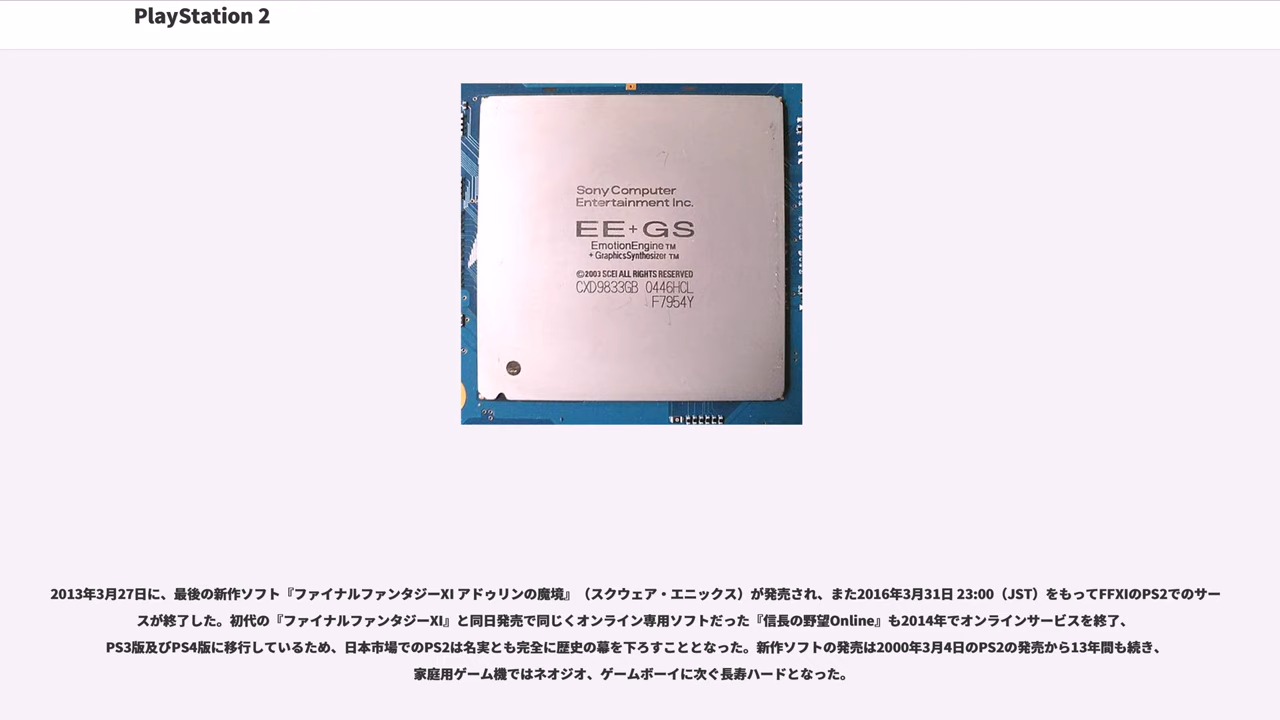 PlayStation 2
Sony Computer
Entertainment Inc.
EE+GS
EmotionEngine™
+ GraphicsSynthesizer ™
©2003 SCEI ALL RIGHTS RESERVED
CXD9833GB 0446HCL
F7954Y
2013年3月27日に、最後の新作ソフト『ファイナルファンタジーXI アドゥリンの魔境』（スクウェア・エニックス）が発売され、また2016年3月31日 23:00（JST）をもってFFXIのPS2でのサー
スが終了した。初代の『ファイナルファンタジーXI』と同日発売で同じくオンライン専用ソフトだった『信長の野望Online』も2014年でオンラインサービスを終了、
PS3版及びPS4版に移行しているため、日本市場でのPS2は名実とも完全に歴史の幕を下ろすこととなった。新作ソフトの発売は2000年3月4日のPS2の発売から13年間も続き、
家庭用ゲーム機ではネオジオ、ゲームボーイに次ぐ長寿ハードとなった。